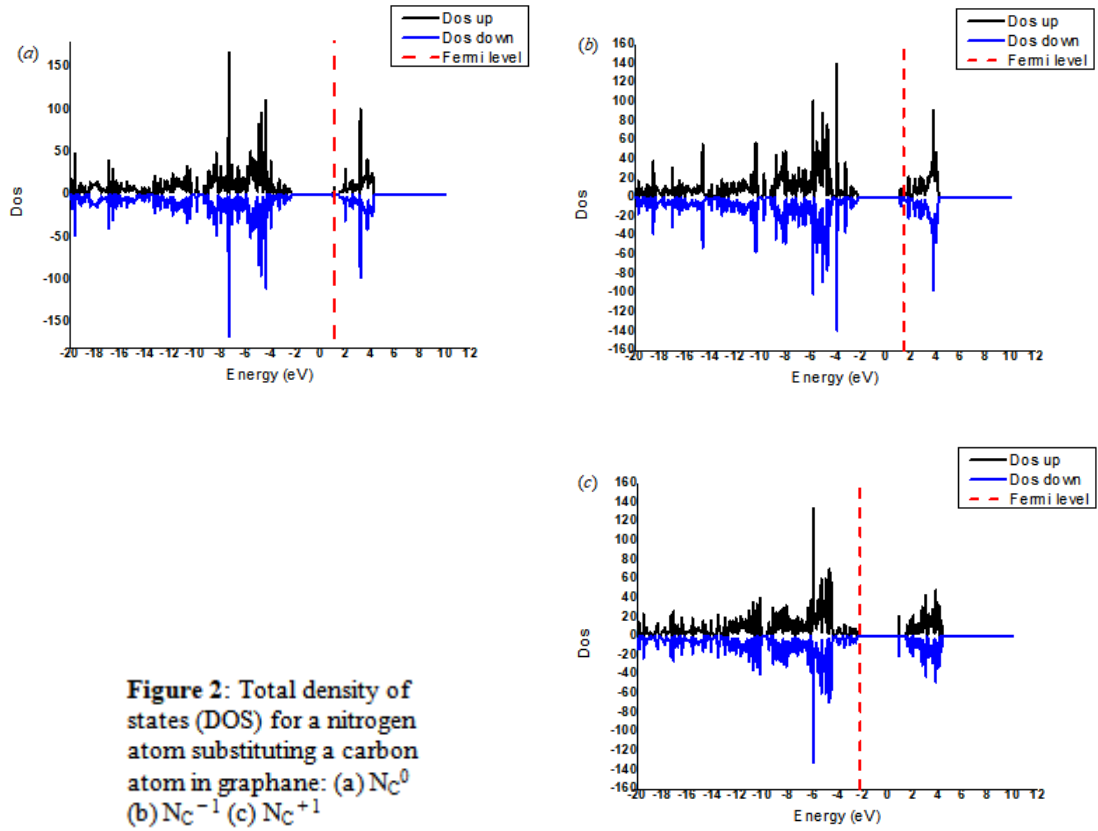 (a)
Dos up
Dos down
Fermi level
150
100
50
0
-50
-100
-150
Dos
-20 -18 -16 -14 -12 -10 -8 -6 -4 -2 0 2 4 6 8 10 12
Energy (eV)
(b)
Dos up
Dos down
Fermi level
160
140
120
100
80
60
40
20
0
-20
-40
-60
-80
-100
-120
-140
-160
Dos
-20 -18 -16 -14 -12 -10 -8 -6 -4 -2 0 2 4 6 8 10 12
Energy (eV)
(c)
Dos up
Dos down
Fermi level
160
140
120
100
80
60
40
20
0
-20
-40
-60
-80
-100
-120
-140
-160
Dos
-20 -18 -16 -14 -12 -10 -8 -6 -4 -2 0 2 4 6 8 10 12
Energy (eV)
Figure 2: Total density of
states (DOS) for a nitrogen
atom substituting a carbon
atom in graphane: (a) N_C^0
(b) N_C^-1 (c) N_C^+1